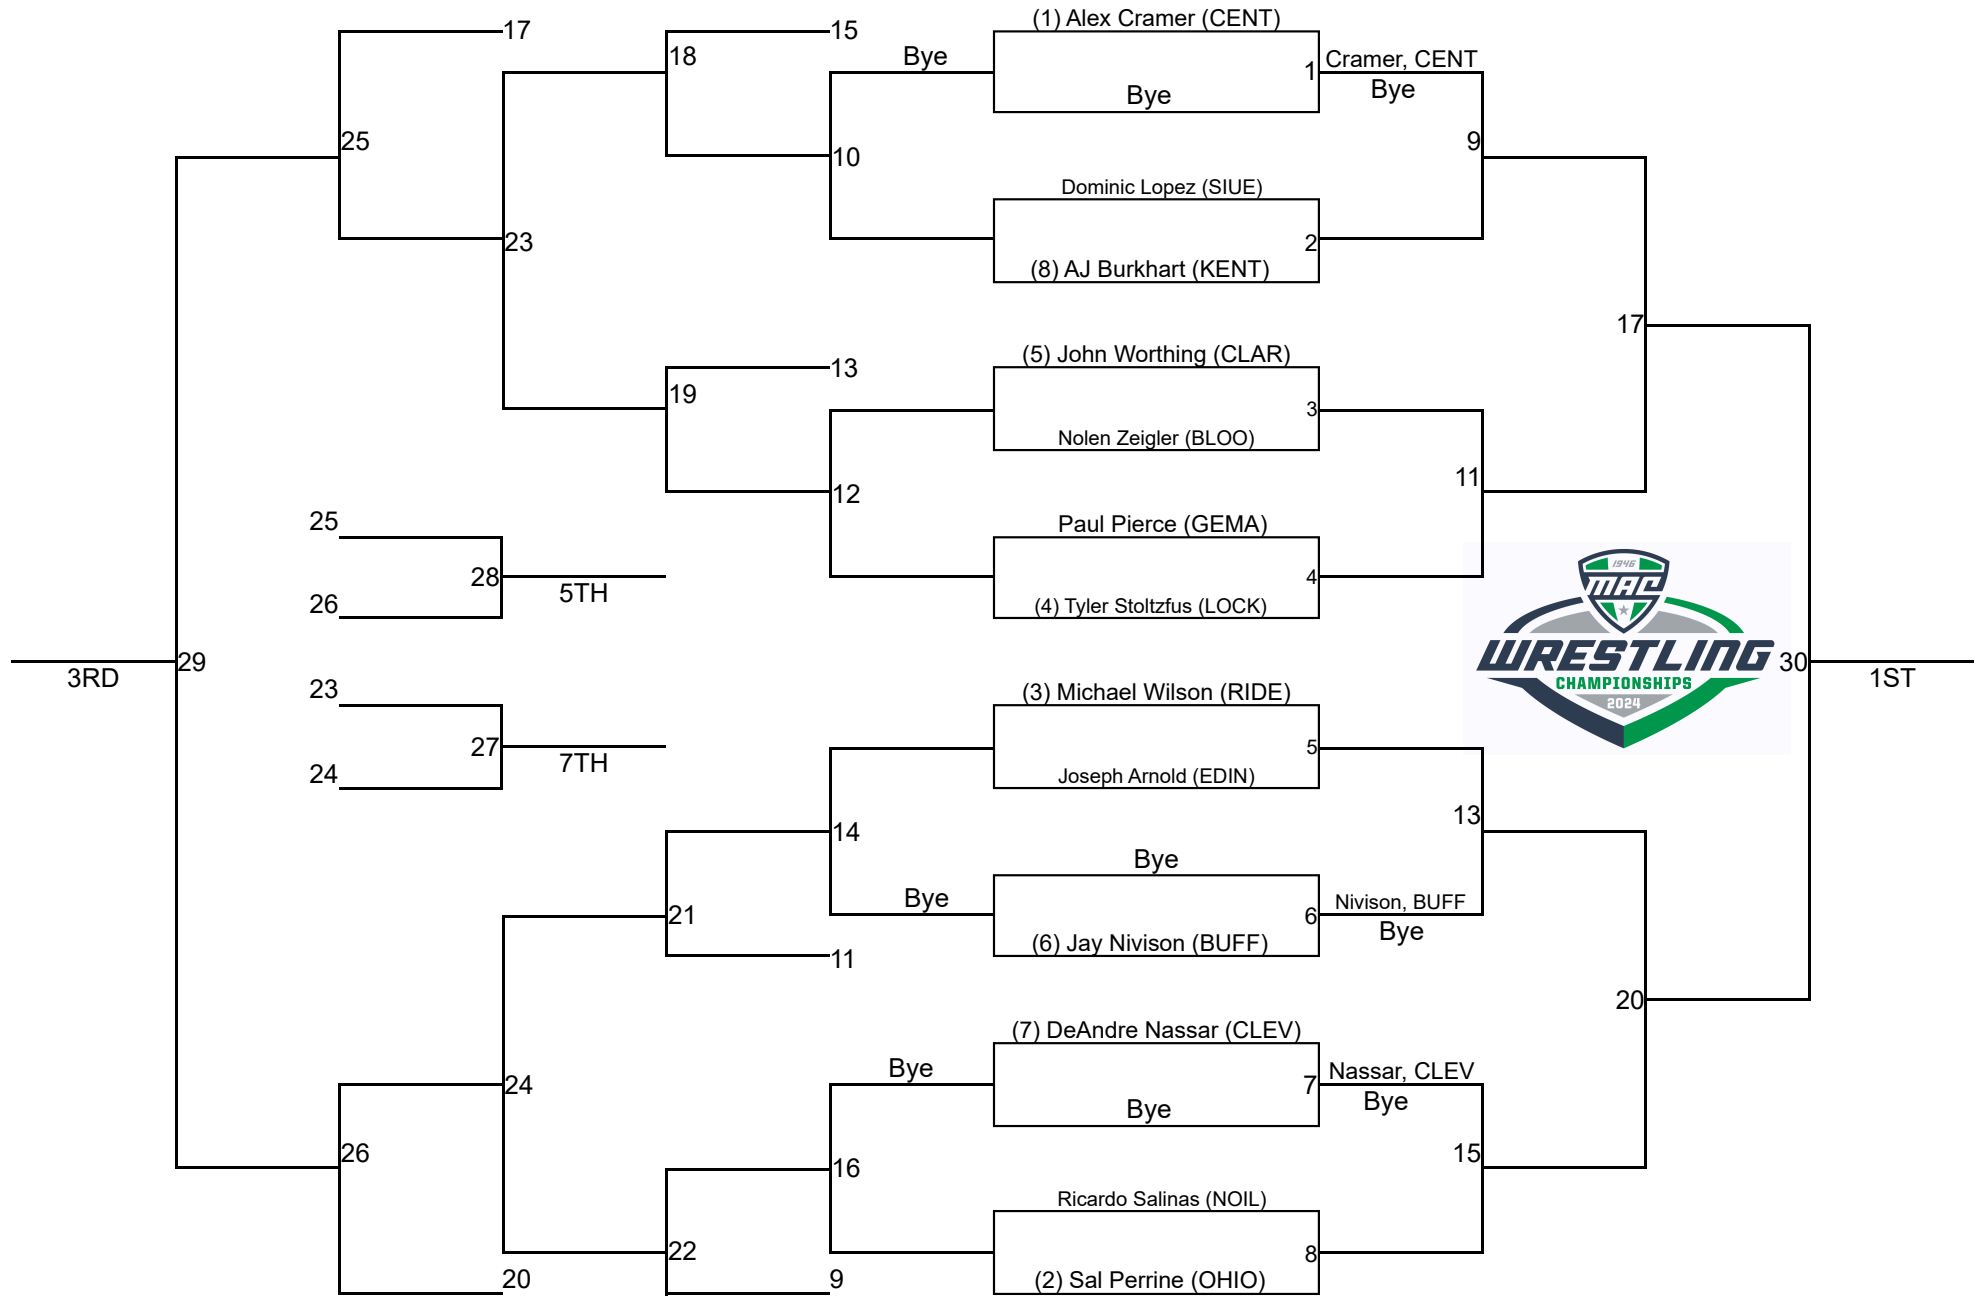 (1) Alex Cramer (CENT)
17
15
18
Bye
1
Cramer, CENT
Bye
Bye
25
10
9
Dominic Lopez (SIUE)
23
2
(8) AJ Burkhart (KENT)
17
(5) John Worthing (CLAR)
13
19
3
Nolen Zeigler (BLOO)
11
12
25
Paul Pierce (GEMA)
28
5TH
4
26
(4) Tyler Stoltzfus (LOCK)
1946
MAC
WRESTLING
CHAMPIONSHIPS
2024
29
3RD
30
1ST
23
(3) Michael Wilson (RIDE)
27
7TH
5
24
Joseph Arnold (EDIN)
13
14
Bye
Bye
Nivison, BUFF
21
6
Bye
(6) Jay Nivison (BUFF)
11
20
(7) DeAndre Nassar (CLEV)
Bye
Nassar, CLEV
24
7
Bye
Bye
26
16
15
Ricardo Salinas (NOIL)
22
8
20
9
(2) Sal Perrine (OHIO)